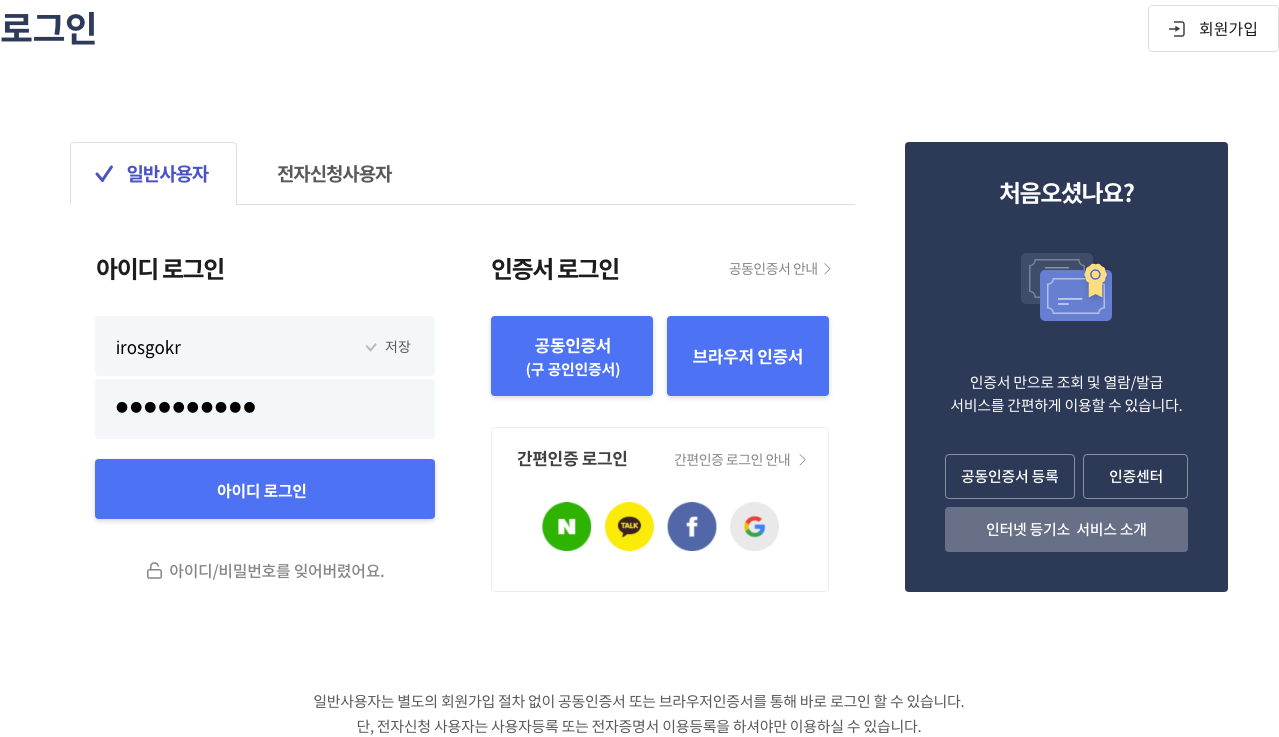 로그인
회원가입
일반사용자
전자신청사용자
아이디 로그인
irosgokr
저장
●●●●●●●●●●
아이디 로그인
아이디/비밀번호를 잊어버렸어요.
인증서 로그인
공동인증서 안내
공동인증서
(구 공인인증서)
브라우저 인증서
간편인증 로그인
간편인증 로그인 안내
N
TALK
f
G
처음오셨나요?
인증서 만으로 조회 및 열람/발급
서비스를 간편하게 이용할 수 있습니다.
공동인증서 등록
인증센터
인터넷 등기소 서비스 소개
일반사용자는 별도의 회원가입 절차 없이 공동인증서 또는 브라우저인증서를 통해 바로 로그인 할 수 있습니다.
단, 전자신청 사용자는 사용자등록 또는 전자증명서 이용등록을 하셔야만 이용하실 수 있습니다.